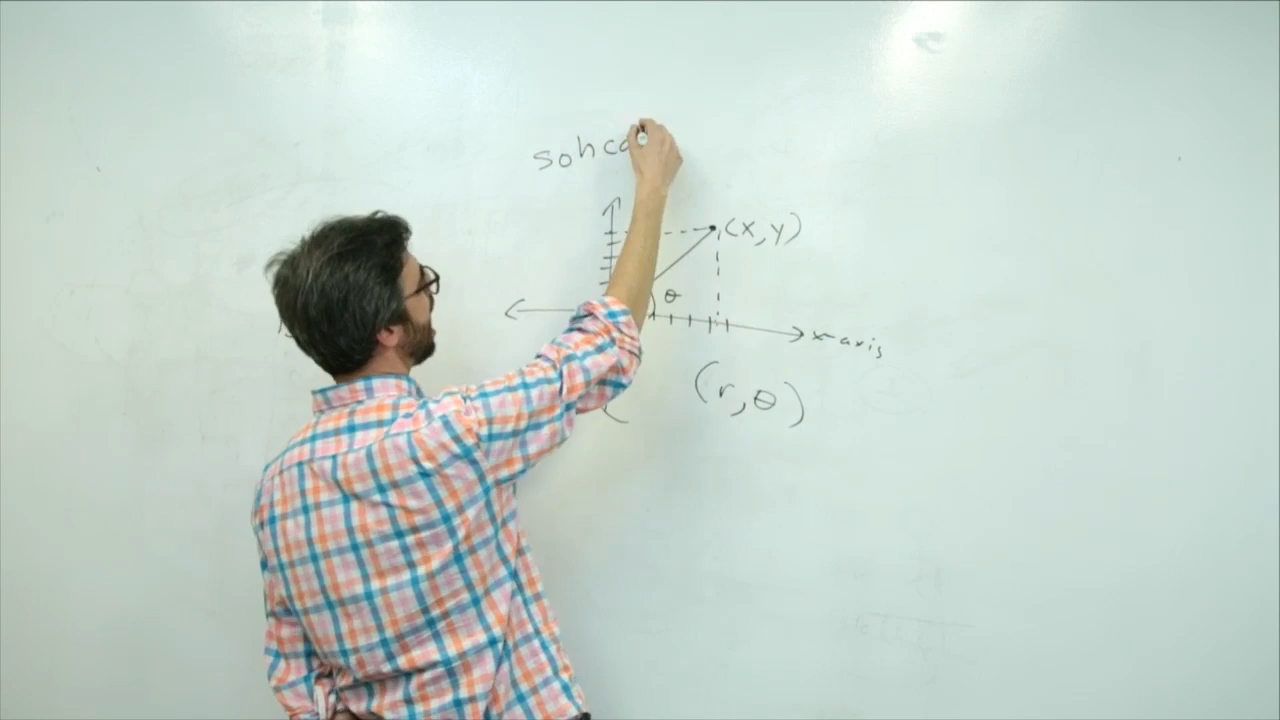 sohca
(x,y)
θ
x-axis
(r,θ)